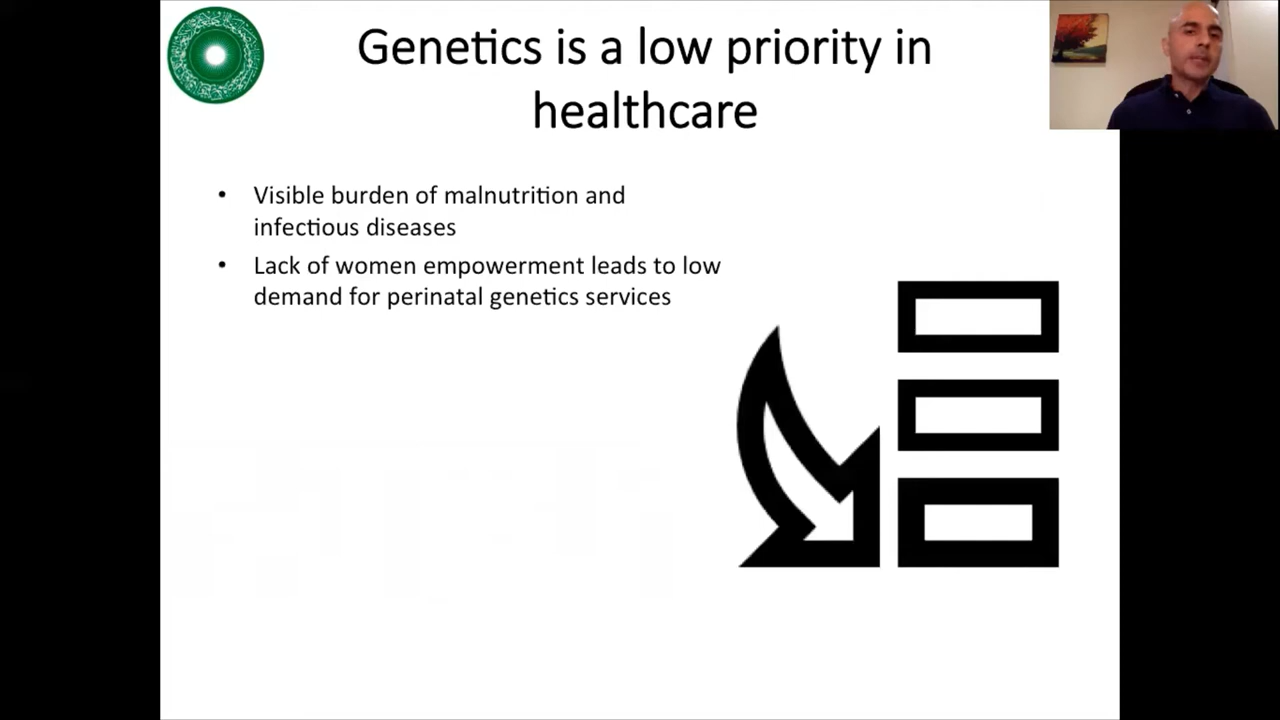 Genetics is a low priority in
healthcare
• Visible burden of malnutrition and
infectious diseases
• Lack of women empowerment leads to low
demand for perinatal genetics services